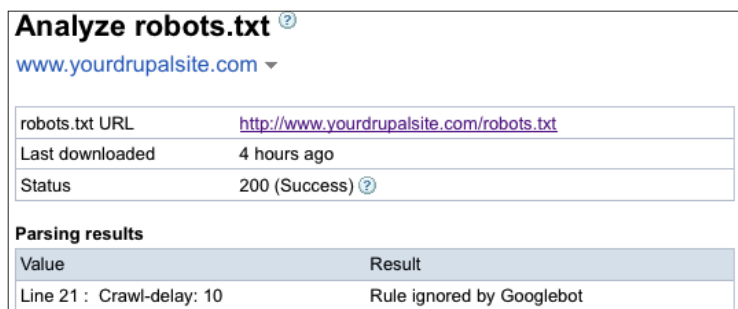 Analyze robots.txt ?
www.yourdrupalsite.com
robots.txt URL http://www.yourdrupalsite.com/robots.txt
Last downloaded 4 hours ago
Status 200 (Success) ?
Parsing results
Value Result
Line 21 : Crawl-delay: 10 Rule ignored by Googlebot